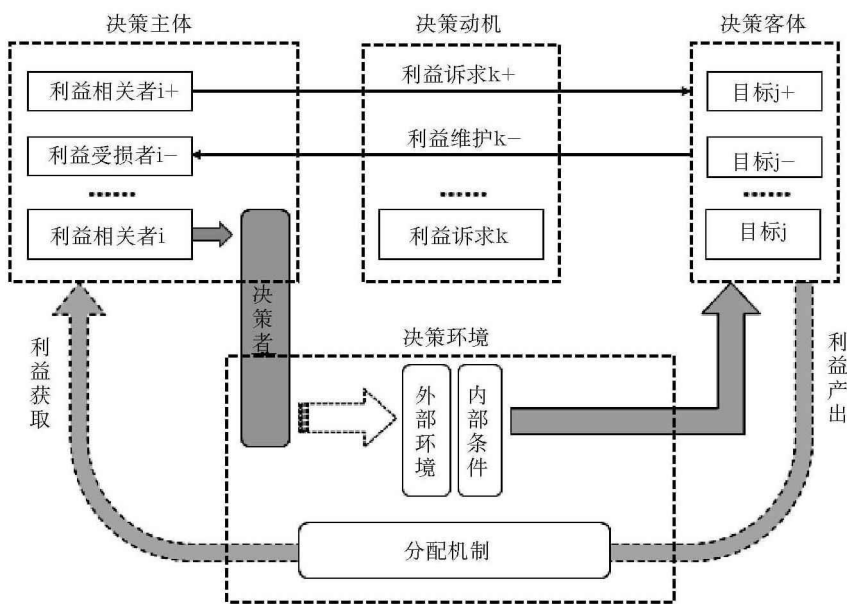 决策主体
决策动机
决策客体
利益相关者i+
利益诉求k+
目标j+
利益受损者i-
利益维护k-
目标j-
......
......
......
利益相关者i
利益诉求k
目标j
决策者
决策环境
利益获取
外部环境
内部条件
利益产出
分配机制